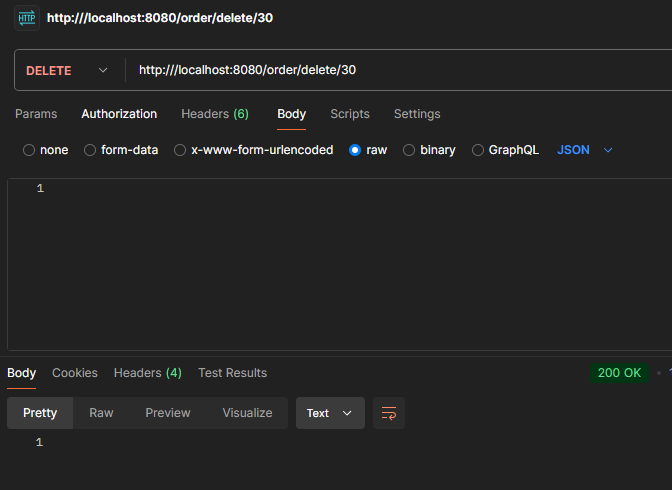 HTTP http:///localhost:8080/order/delete/30
DELETE http:///localhost:8080/order/delete/30
Params Authorization Headers (6) Body Scripts Settings
none form-data x-www-form-urlencoded raw binary GraphQL JSON
1
Body Cookies Headers (4) Test Results 200 OK
Pretty Raw Preview Visualize Text
1